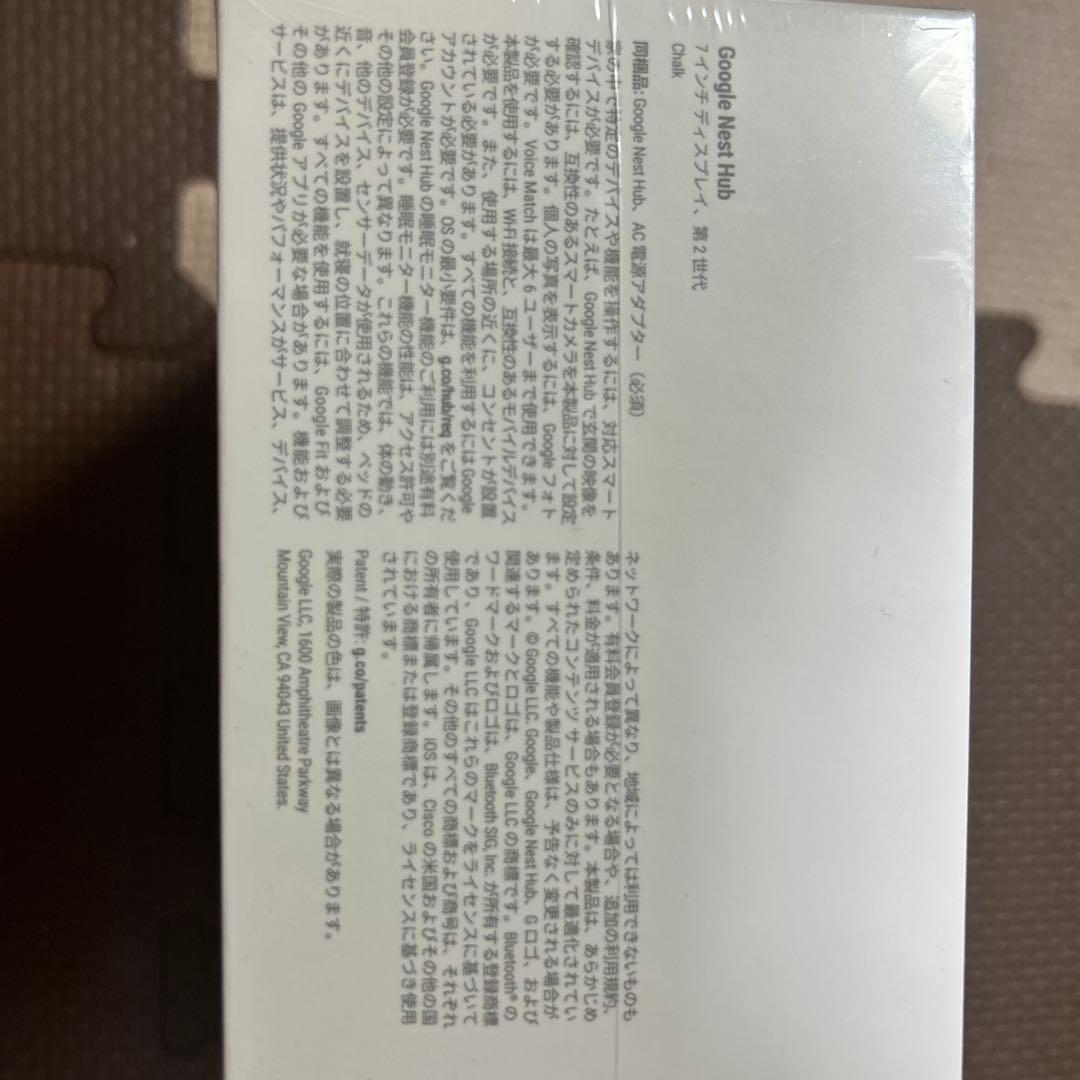 Google Nest Hub
7 インチディスプレイ、第 2 世代
Chalk
同梱品: Google Nest Hub、AC 電源アダプター（必須）
家の中で特定のデバイスや機能を操作するには、対応スマート
デバイスが必要です。たとえば、Google Nest Hub で玄関の映像を
確認するには、互換性のあるスマートカメラを本製品に対して設定
する必要があります。個人の写真を表示するには、Google フォト
が必要です。Voice Match は最大 6 ユーザーまで使用できます。
本製品を使用するには、Wi-Fi 接続と、互換性のあるモバイルデバイス
が必要です。また、使用する場所の近くに、コンセントが設置
されている必要があります。すべての機能を利用するには Google
アカウントが必要です。OS の最小要件は、g.co/hub/req をご覧くだ
さい。Google Nest Hub の睡眠モニター機能のご利用には別途有料
会員登録が必要です。睡眠モニター機能の性能は、アクセス許可や
その他の設定によって異なります。これらの機能では、体の動き、
音、他のデバイス、センサーデータが使用されるため、ベッドの
近くにデバイスを設置し、就寝の位置に合わせて調整する必要
があります。すべての機能を使用するには、Google Fit および
その他の Google アプリが必要な場合があります。機能および
サービスは、提供状況やパフォーマンスがサービス、デバイス、
ネットワークによって異なり、地域によっては利用できないものも
あります。有料会員登録が必要となる場合や、追加の利用規約、
条件、料金が適用される場合もあります。本製品は、あらかじめ
定められたコンテンツ サービスのみに対して最適化されてい
ます。すべての機能や製品仕様は、予告なく変更される場合が
あります。© Google LLC. Google、Google Nest Hub、G ロゴ、および
関連するマークとロゴは、Google LLC の商標です。Bluetooth® の
ワードマークおよびロゴは、Bluetooth SIG, Inc. が所有する登録商標
であり、Google LLC はこれらのマークをライセンスに基づいて
使用しています。その他のすべての商標および商号は、それぞれ
の所有者に帰属します。iOS は、Cisco の米国およびその他の国
における商標または登録商標であり、ライセンスに基づき使用
されています。
Patent / 特許: g.co/patents
実際の製品の色は、画像とは異なる場合があります。
Google LLC, 1600 Amphitheatre Parkway
Mountain View, CA 94043 United States.